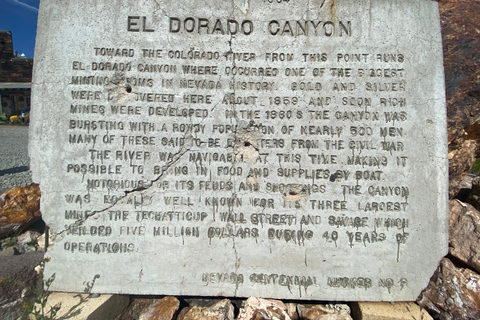 EL DORADO CANYON
TOWARD THE COLORADO RIVER FROM THIS POINT RUNS
EL DORADO CANYON WHERE OCCURRED ONE OF THE BIGGEST
MINING BOOMS IN NEVADA HISTORY. GOLD AND SILVER
WERE DISCOVERED HERE ABOUT 1859 AND SOON RICH
MINES WERE DEVELOPED. IN THE 1860'S THE CANYON WAS
BURSTING WITH A ROWDY POPULATION OF NEARLY 500 MEN.
MANY OF THESE SAID TO BE DESERTERS FROM THE CIVIL WAR.
THE RIVER WAS NAVIGABLE AT THIS TIME, MAKING IT
POSSIBLE TO BRING IN FOOD AND SUPPLIES BY BOAT.
NOTORIOUS FOR ITS FEUDS AND SHOOTINGS THE CANYON
WAS EQUALLY WELL KNOWN FOR ITS THREE LARGEST
MINES, THE TECHATTICUP, WALL STREET AND SAVAGE WHICH
YIELDED FIVE MILLION DOLLARS DURING 40 YEARS OF
OPERATIONS.
NEVADA CENTENNIAL MARKER NO 7